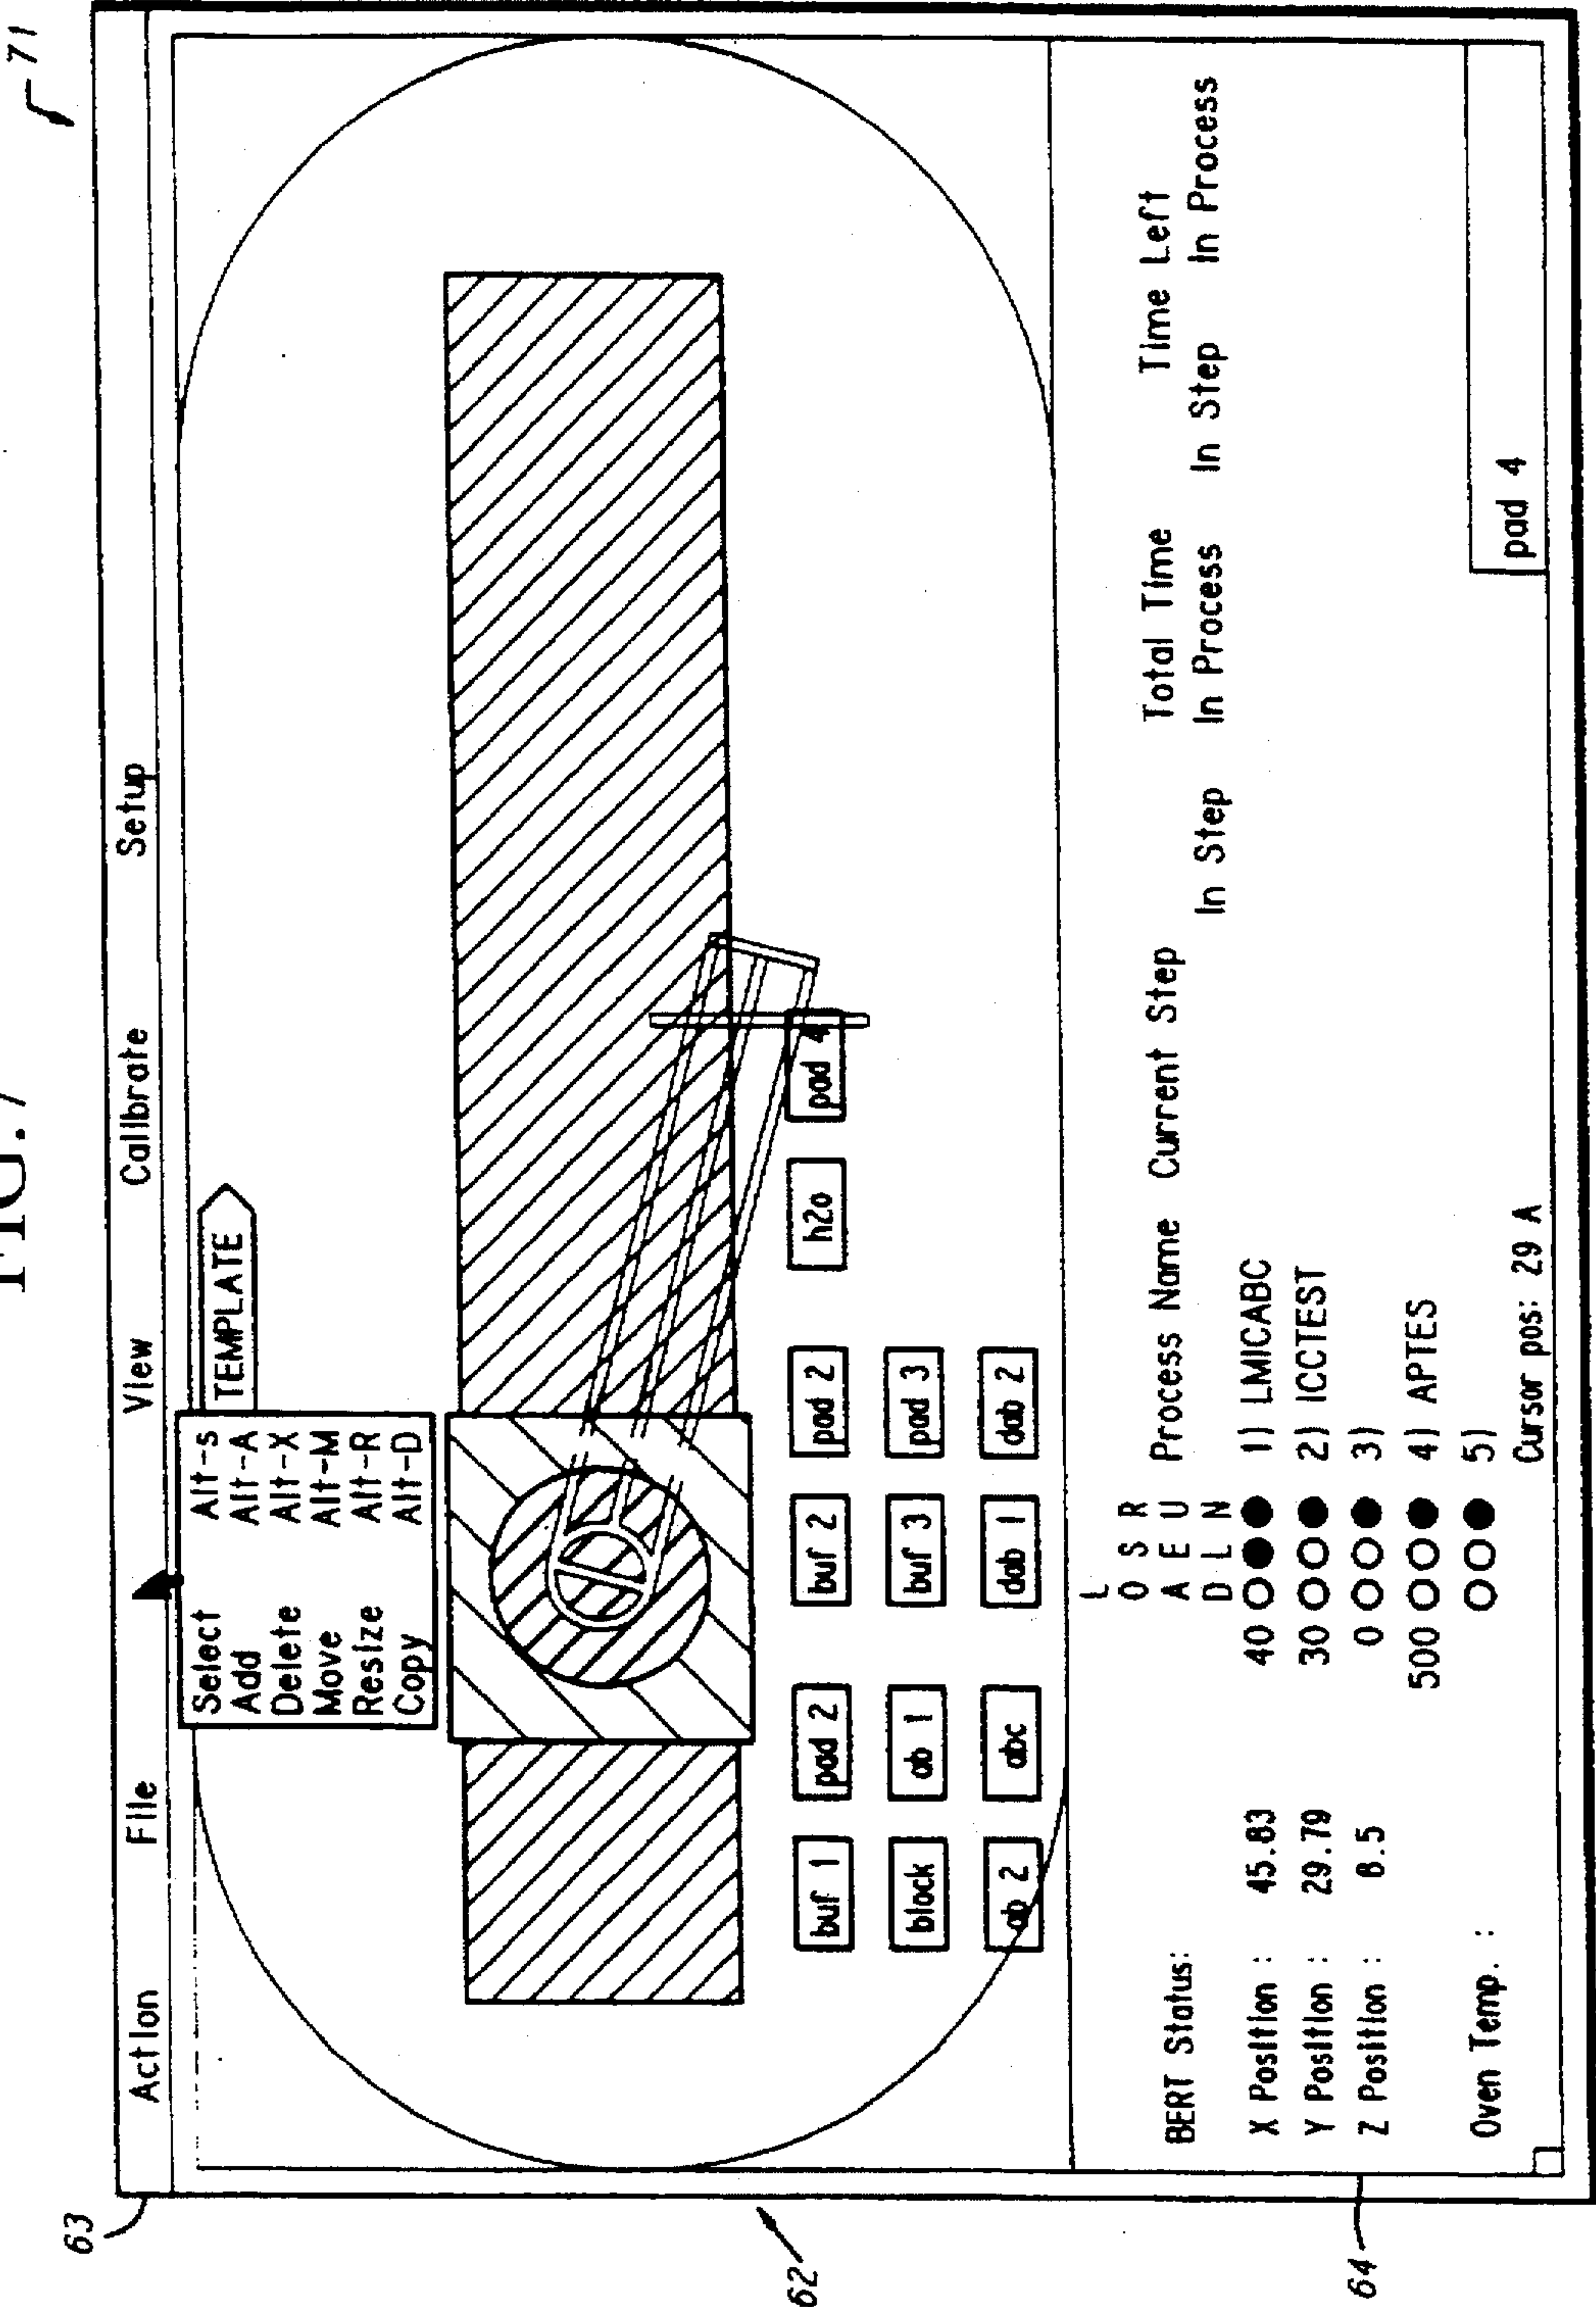 FIG. 7
71
63
Action File View Calibrate Setup
Select Alt-s
Add Alt-A
Delete Alt-X
Move Alt-M
Resize Alt-R
Copy Alt-D
TEMPLATE
62
buf 1 pad 2 buf 2 pad 2 h2o pad 4
block ab 1 buf 3 pad 3
ab 2 abc dab 1 dab 2
L
O S R
A E U
D L N
BERT Status: Process Name Current Step Total Time Time Left
In Step In Process In Step In Process
X Position : 45.83 40 1) LMICABC
Y Position : 29.79 30 2) ICCTEST
Z Position : 8.5 0 3)
500 4) APTES
Oven Temp. : 5)
Cursor pos: 29 A pad 4
64